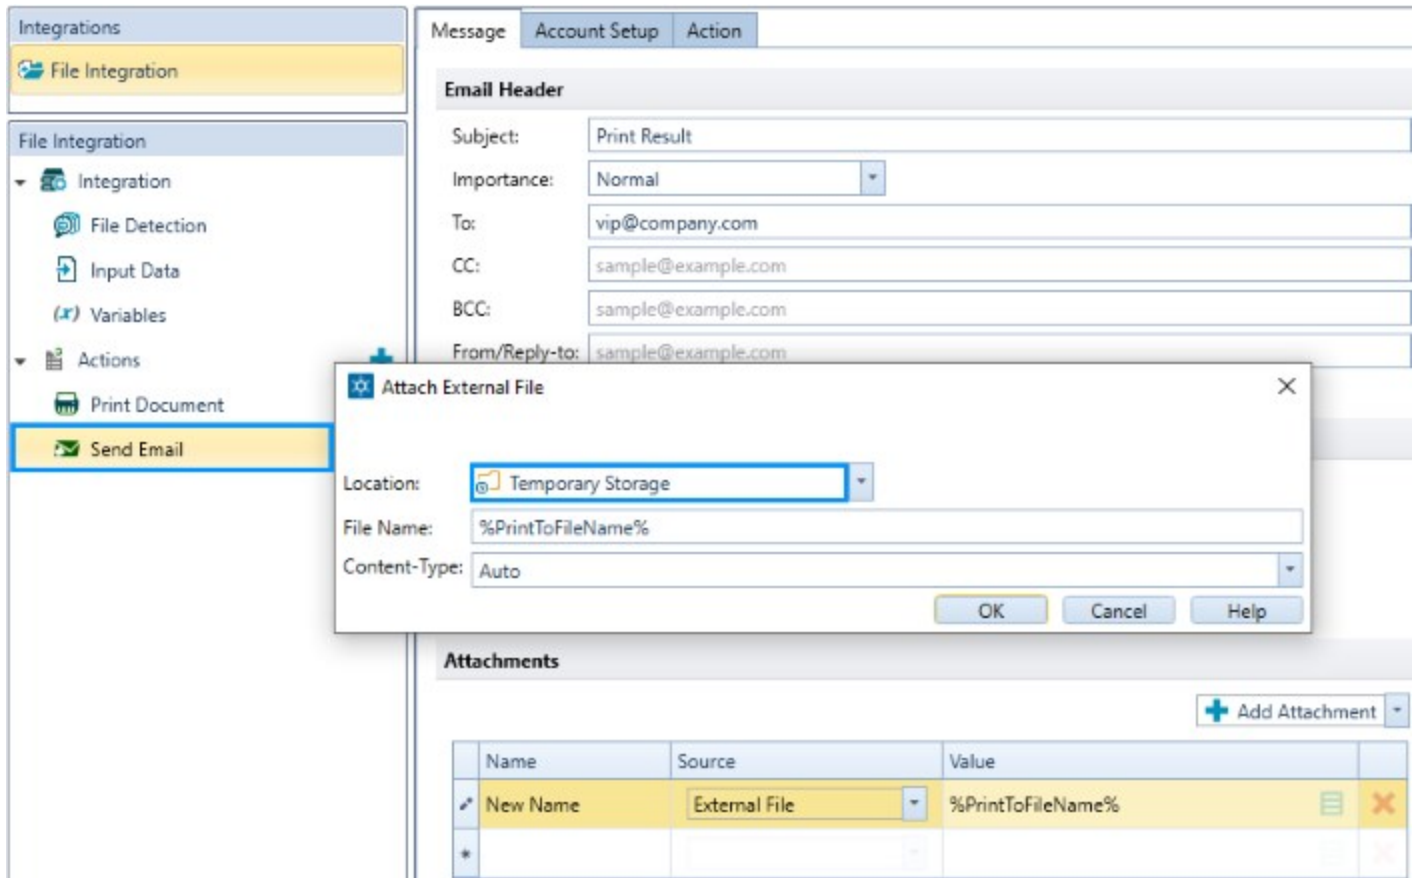 Integrations
File Integration
File Integration
Integration
File Detection
Input Data
(x) Variables
Actions
Print Document
Send Email
Message Account Setup Action
Email Header
Subject: Print Result
Importance: Normal
To: vip@company.com
CC: sample@example.com
BCC: sample@example.com
From/Reply-to: sample@example.com
Attach External File
Location: Temporary Storage
File Name: %PrintToFileName%
Content-Type: Auto
OK Cancel Help
Attachments
Add Attachment
Name Source Value
New Name External File %PrintToFileName%